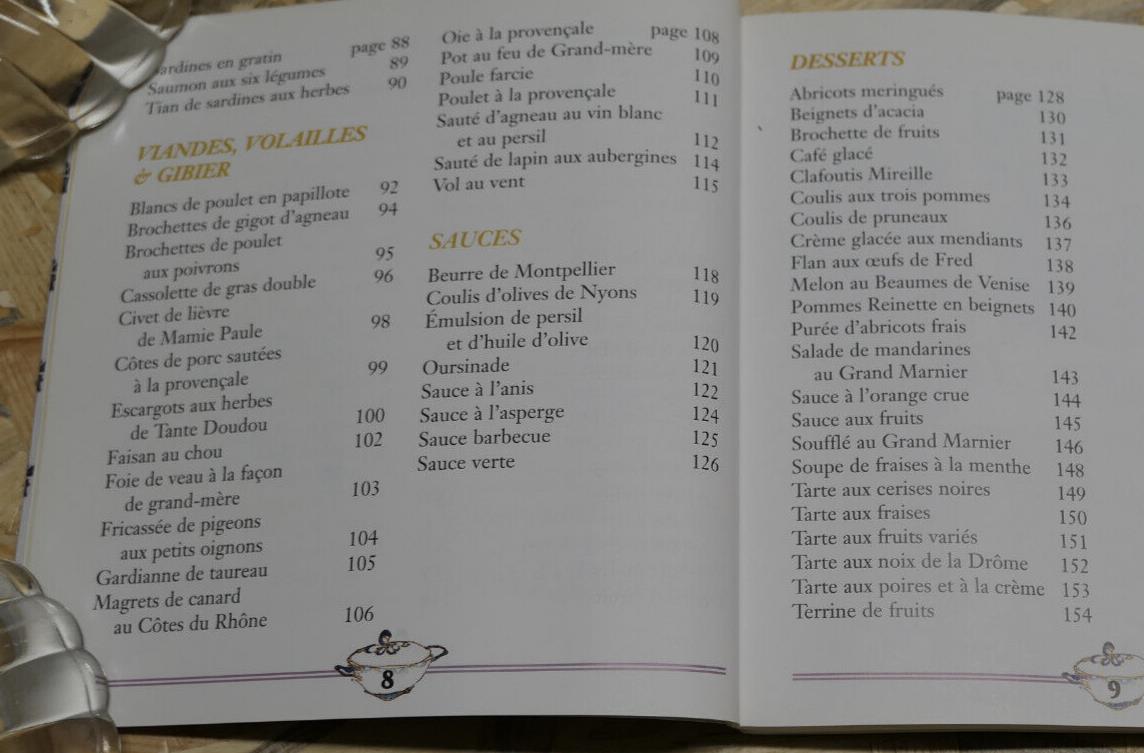 Sardines en gratin page 88
Saumon aux six légumes 89
Tian de sardines aux herbes 90
VIANDES, VOLAILLES
& GIBIER
Blancs de poulet en papillote 92
Brochettes de gigot d'agneau 94
Brochettes de poulet
aux poivrons 95
Cassolette de gras double 96
Civet de lièvre
de Mamie Paule 98
Côtes de porc sautées
à la provençale 99
Escargots aux herbes
de Tante Doudou 100
Faisan au chou 102
Foie de veau à la façon
de grand-mère 103
Fricassée de pigeons
aux petits oignons 104
Gardianne de taureau 105
Magrets de canard
au Côtes du Rhône 106
Oie à la provençale page 108
Pot au feu de Grand-mère 109
Poule farcie 110
Poulet à la provençale 111
Sauté d'agneau au vin blanc
et au persil 112
Sauté de lapin aux aubergines 114
Vol au vent 115
SAUCES
Beurre de Montpellier 118
Coulis d'olives de Nyons 119
Émulsion de persil
et d'huile d'olive 120
Oursinade 121
Sauce à l'anis 122
Sauce à l'asperge 124
Sauce barbecue 125
Sauce verte 126
8
DESSERTS
Abricots meringués page 128
Beignets d'acacia 130
Brochette de fruits 131
Café glacé 132
Clafoutis Mireille 133
Coulis aux trois pommes 134
Coulis de pruneaux 136
Crème glacée aux mendiants 137
Flan aux œufs de Fred 138
Melon au Beaumes de Venise 139
Pommes Reinette en beignets 140
Purée d'abricots frais 142
Salade de mandarines
au Grand Marnier 143
Sauce à l'orange crue 144
Sauce aux fruits 145
Soufflé au Grand Marnier 146
Soupe de fraises à la menthe 148
Tarte aux cerises noires 149
Tarte aux fraises 150
Tarte aux fruits variés 151
Tarte aux noix de la Drôme 152
Tarte aux poires et à la crème 153
Terrine de fruits 154
9